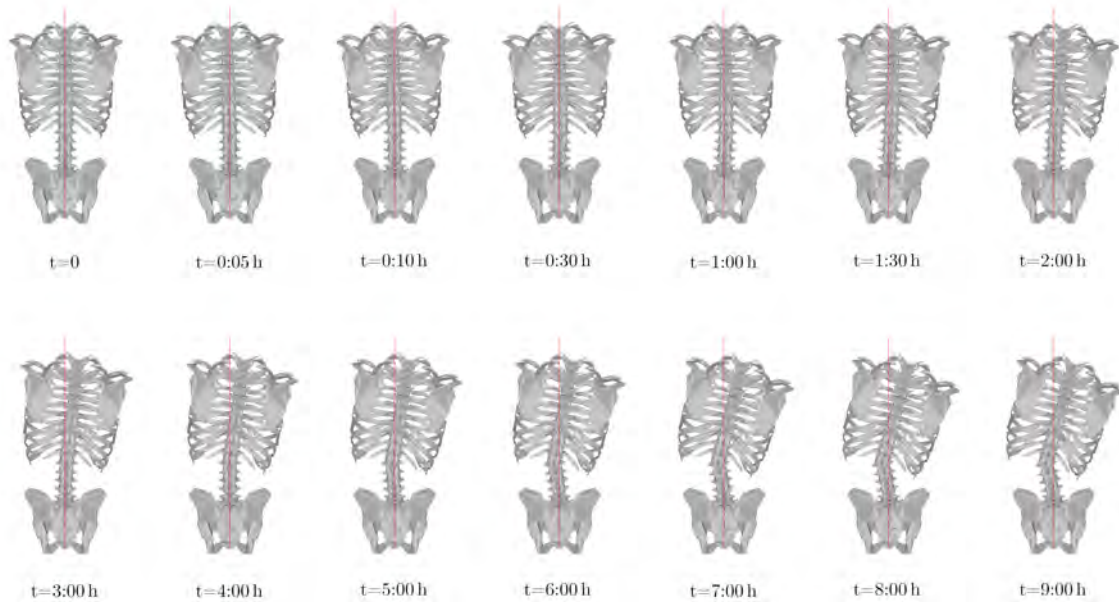 t=0
t=0:05 h
t=0:10 h
t=0:30 h
t=1:00 h
t=1:30 h
t=2:00 h
t=3:00 h
t=4:00 h
t=5:00 h
t=6:00 h
t=7:00 h
t=8:00 h
t=9:00 h